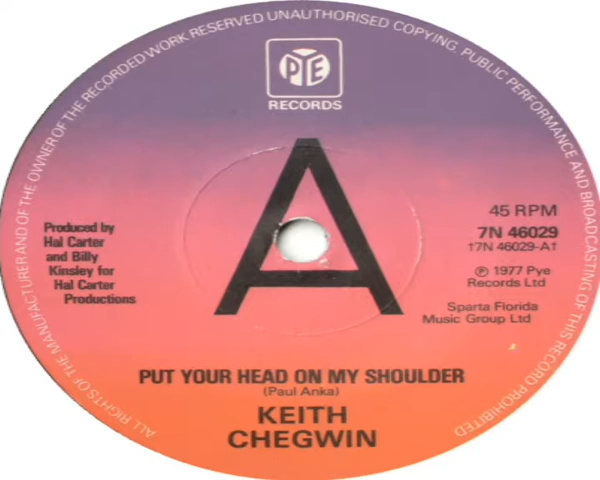 ALL RIGHTS OF THE MANUFACTURER AND OF THE OWNER OF THE RECORDED WORK RESERVED UNAUTHORISED COPYING, PUBLIC PERFORMANCE AND BROADCASTING OF THIS RECORD PROHIBITED
PYE
RECORDS
A
Produced by
Hal Carter
and Billy
Kinsley for
Hal Carter
Productions
45 RPM
7N 46029
†7N 46029-A†
℗ 1977 Pye
Records Ltd
Sparta Florida
Music Group Ltd
PUT YOUR HEAD ON MY SHOULDER
(Paul Anka)
KEITH
CHEGWIN